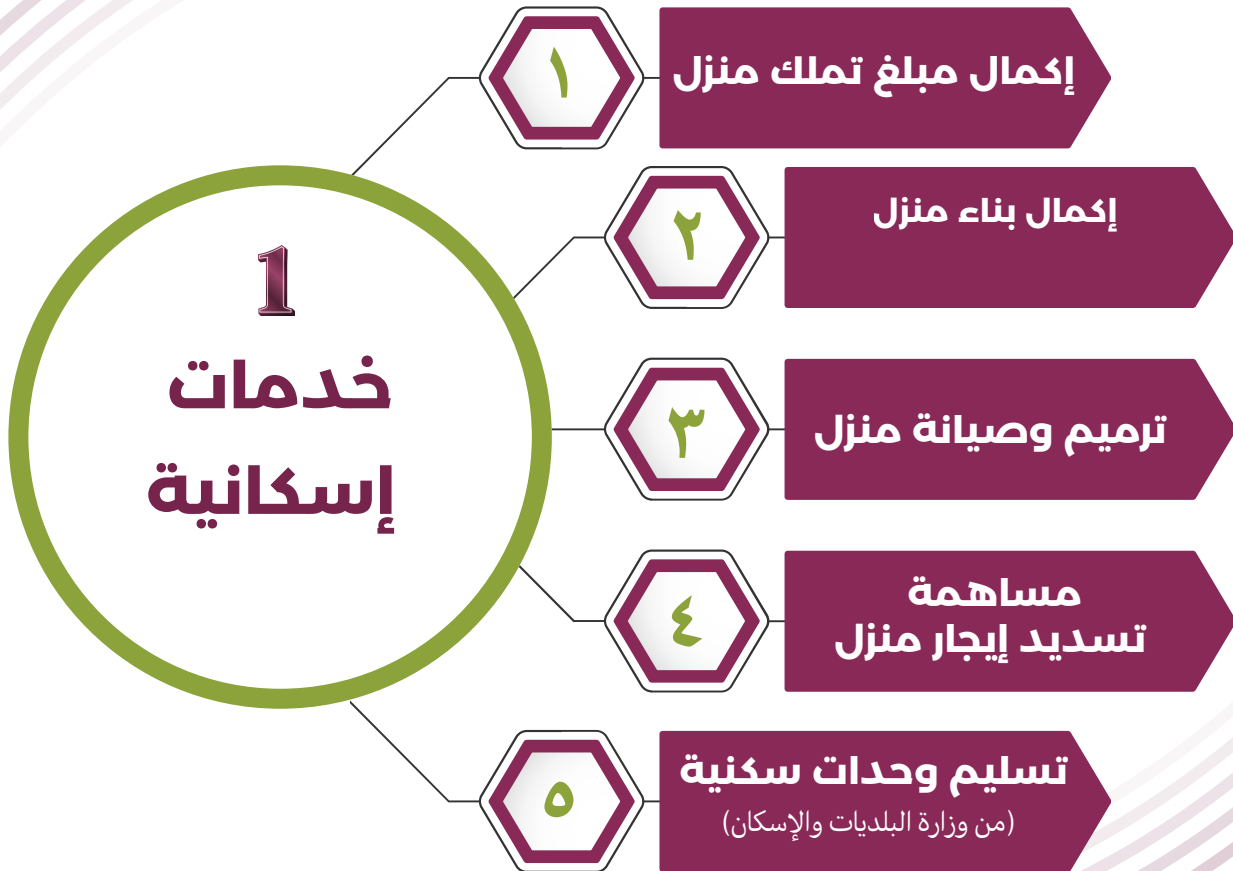 1
خدمات
إسكانية
١
إكمال مبلغ تملك منزل
٢
إكمال بناء منزل
٣
ترميم وصيانة منزل
٤
مساهمة
تسديد إيجار منزل
٥
تسليم وحدات سكنية
(من وزارة البلديات والإسكان)